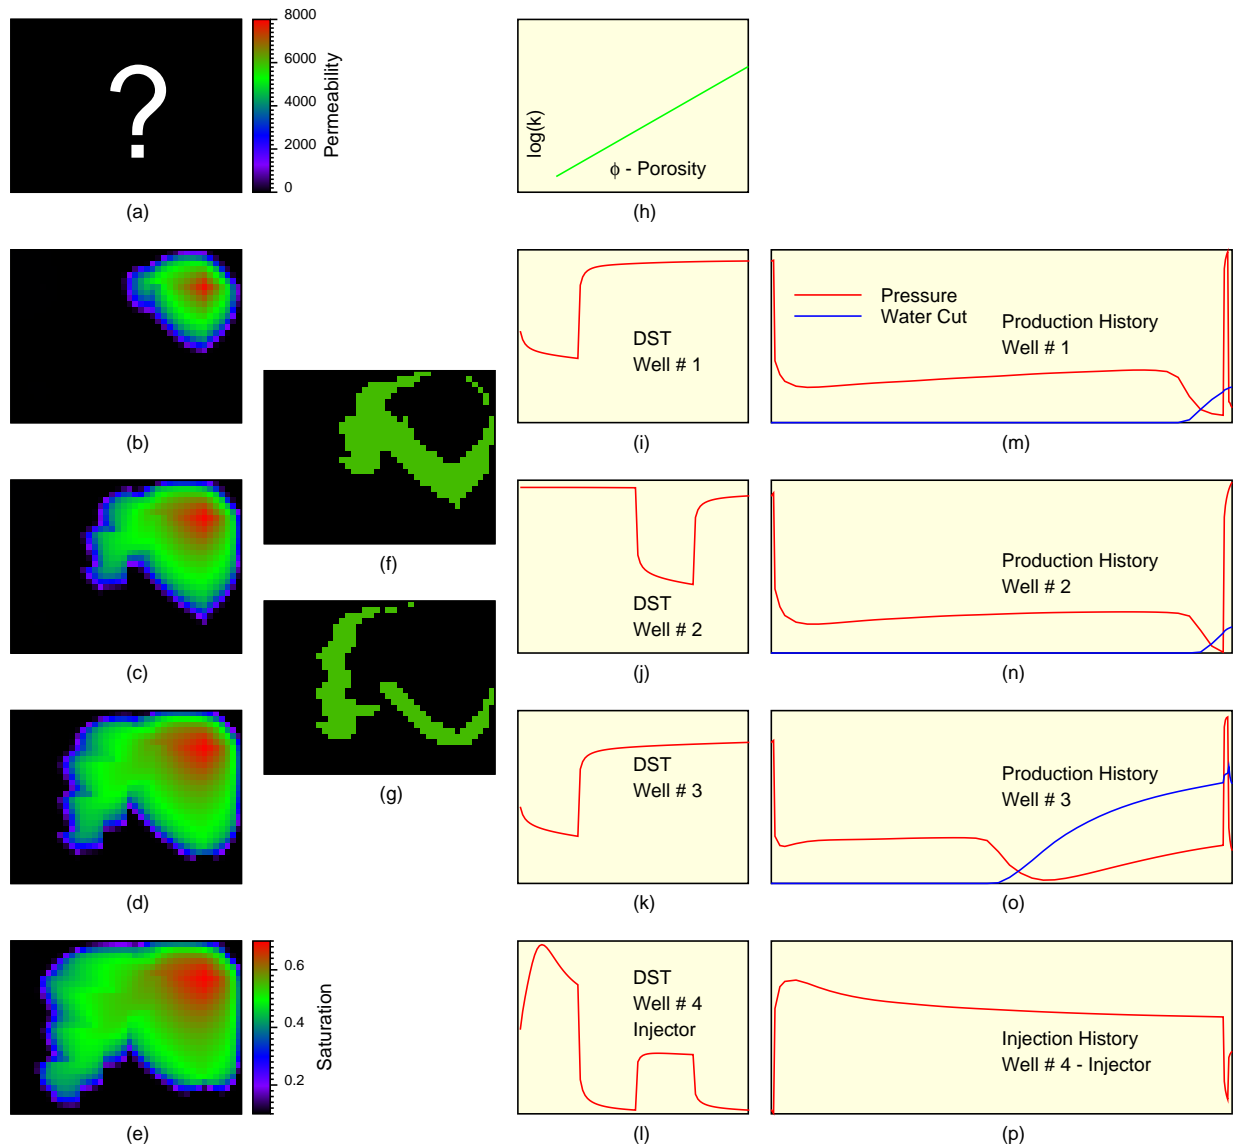 ?
8000
6000
4000
2000
0
Permeability
(a)
log(k)
ϕ - Porosity
(h)
(b)
(f)
DST
Well # 1
(i)
Pressure
Water Cut
Production History
Well # 1
(m)
(c)
(g)
DST
Well # 2
(j)
Production History
Well # 2
(n)
(d)
DST
Well # 3
(k)
Production History
Well # 3
(o)
0.6
0.4
0.2
Saturation
(e)
DST
Well # 4
Injector
(l)
Injection History
Well # 4 - Injector
(p)